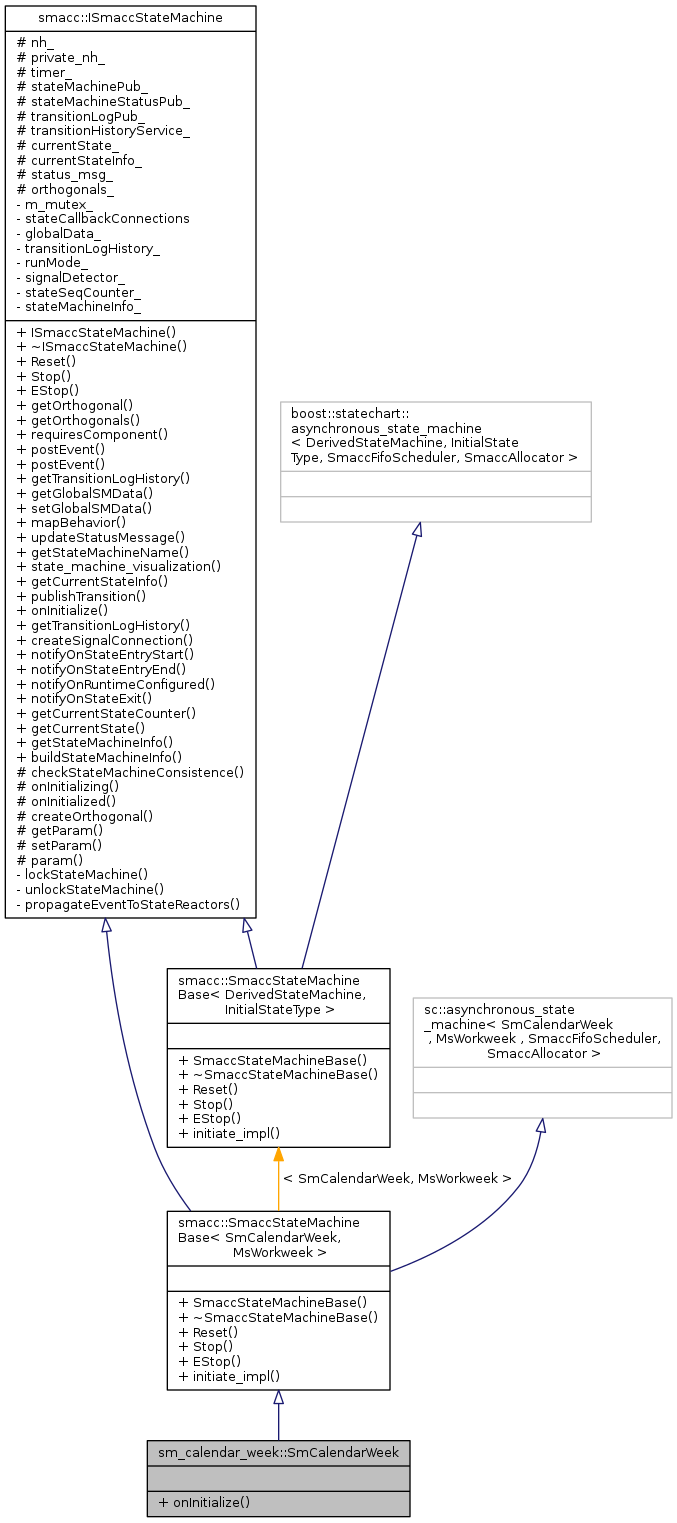 smacc::ISmaccStateMachine
# nh_
# private_nh_
# timer_
# stateMachinePub_
# stateMachineStatusPub_
# transitionLogPub_
# transitionHistoryService_
# currentState_
# currentStateInfo_
# status_msg_
# orthogonals_
- m_mutex_
- stateCallbackConnections
- globalData_
- transitionLogHistory_
- runMode_
- signalDetector_
- stateSeqCounter_
- stateMachineInfo_
+ ISmaccStateMachine()
+ ~ISmaccStateMachine()
+ Reset()
+ Stop()
+ EStop()
+ getOrthogonal()
+ getOrthogonals()
+ requiresComponent()
+ postEvent()
+ postEvent()
+ getTransitionLogHistory()
+ getGlobalSMData()
+ setGlobalSMData()
+ mapBehavior()
+ updateStatusMessage()
+ getStateMachineName()
+ state_machine_visualization()
+ getCurrentStateInfo()
+ publishTransition()
+ onInitialize()
+ getTransitionLogHistory()
+ createSignalConnection()
+ notifyOnStateEntryStart()
+ notifyOnStateEntryEnd()
+ notifyOnRuntimeConfigured()
+ notifyOnStateExit()
+ getCurrentStateCounter()
+ getCurrentState()
+ getStateMachineInfo()
+ buildStateMachineInfo()
# checkStateMachineConsistence()
# onInitializing()
# onInitialized()
# createOrthogonal()
# getParam()
# setParam()
# param()
- lockStateMachine()
- unlockStateMachine()
- propagateEventToStateReactors()
boost::statechart::
asynchronous_state_machine
< DerivedStateMachine, InitialState
Type, SmaccFifoScheduler, SmaccAllocator >
smacc::SmaccStateMachine
Base< DerivedStateMachine,
InitialStateType >
+ SmaccStateMachineBase()
+ ~SmaccStateMachineBase()
+ Reset()
+ Stop()
+ EStop()
+ initiate_impl()
sc::asynchronous_state
_machine< SmCalendarWeek
, MsWorkweek , SmaccFifoScheduler,
SmaccAllocator >
< SmCalendarWeek, MsWorkweek >
smacc::SmaccStateMachine
Base< SmCalendarWeek,
MsWorkweek >
+ SmaccStateMachineBase()
+ ~SmaccStateMachineBase()
+ Reset()
+ Stop()
+ EStop()
+ initiate_impl()
sm_calendar_week::SmCalendarWeek
+ onInitialize()